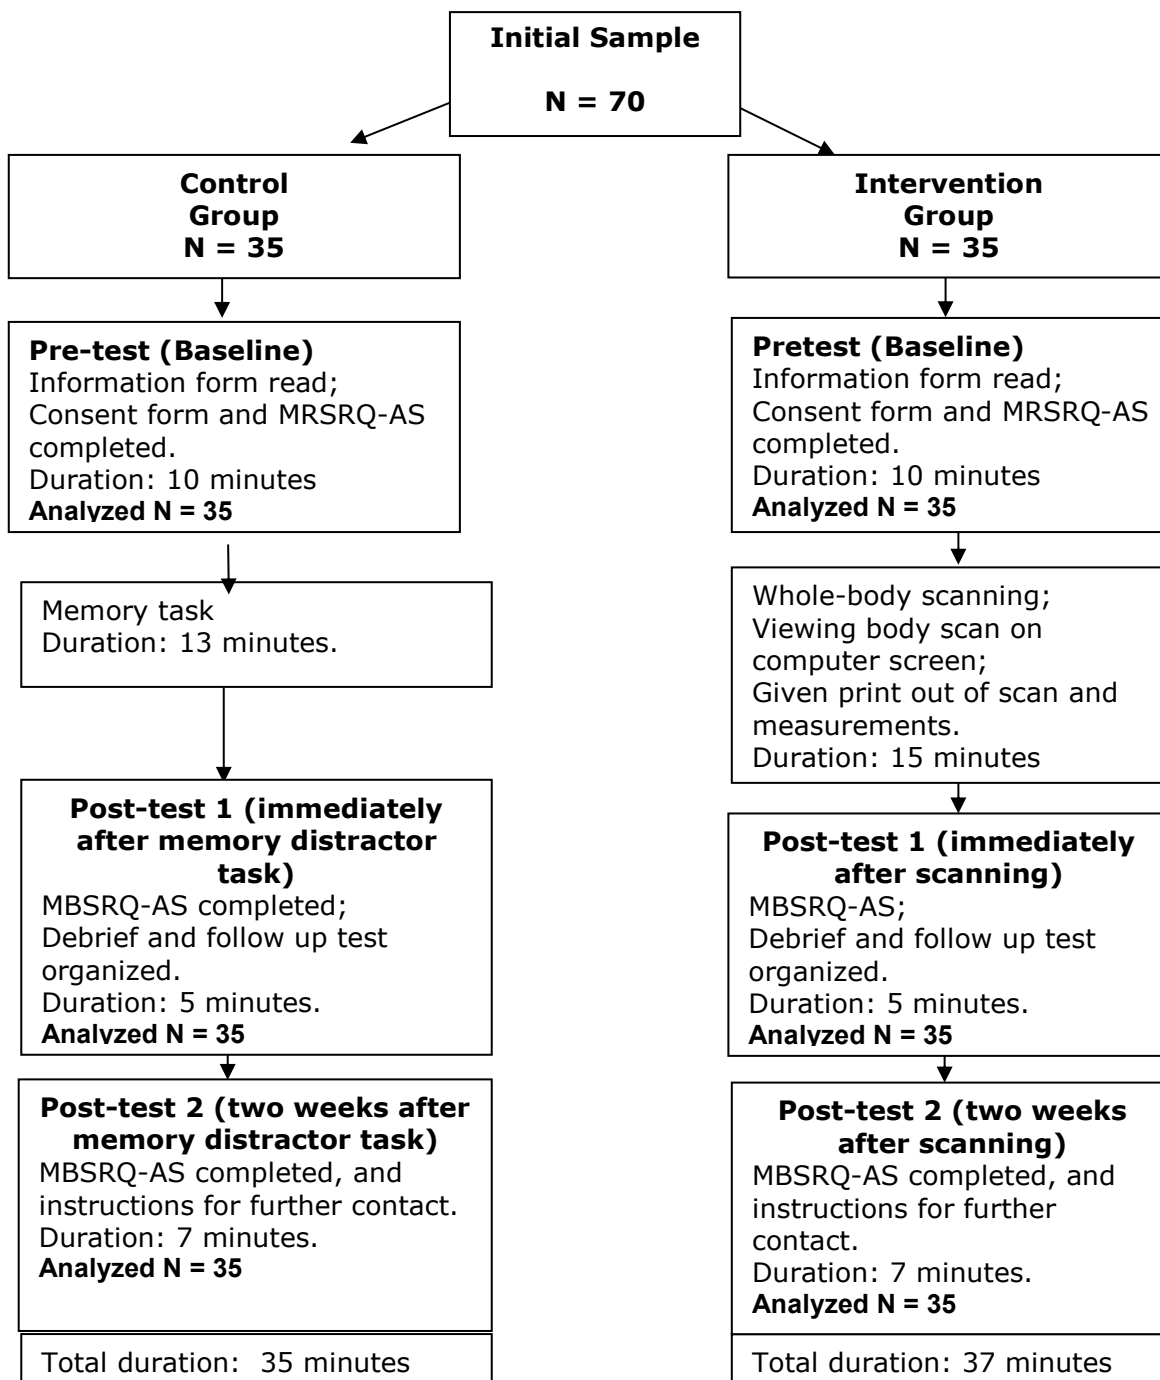 Initial Sample
N = 70
Control
Group
N = 35
Intervention
Group
N = 35
Pre-test (Baseline)
Information form read;
Consent form and MRSRQ-AS
completed.
Duration: 10 minutes
Analyzed N = 35
Pretest (Baseline)
Information form read;
Consent form and MRSRQ-AS
completed.
Duration: 10 minutes
Analyzed N = 35
Memory task
Duration: 13 minutes.
Whole-body scanning;
Viewing body scan on
computer screen;
Given print out of scan and
measurements.
Duration: 15 minutes
Post-test 1 (immediately
after memory distractor
task)
MBSRQ-AS completed;
Debrief and follow up test
organized.
Duration: 5 minutes.
Analyzed N = 35
Post-test 1 (immediately
after scanning)
MBSRQ-AS;
Debrief and follow up test
organized.
Duration: 5 minutes.
Analyzed N = 35
Post-test 2 (two weeks after
memory distractor task)
MBSRQ-AS completed, and
instructions for further contact.
Duration: 7 minutes.
Analyzed N = 35
Post-test 2 (two weeks
after scanning)
MBSRQ-AS completed, and
instructions for further
contact.
Duration: 7 minutes.
Analyzed N = 35
Total duration:  35 minutes
Total duration: 37 minutes